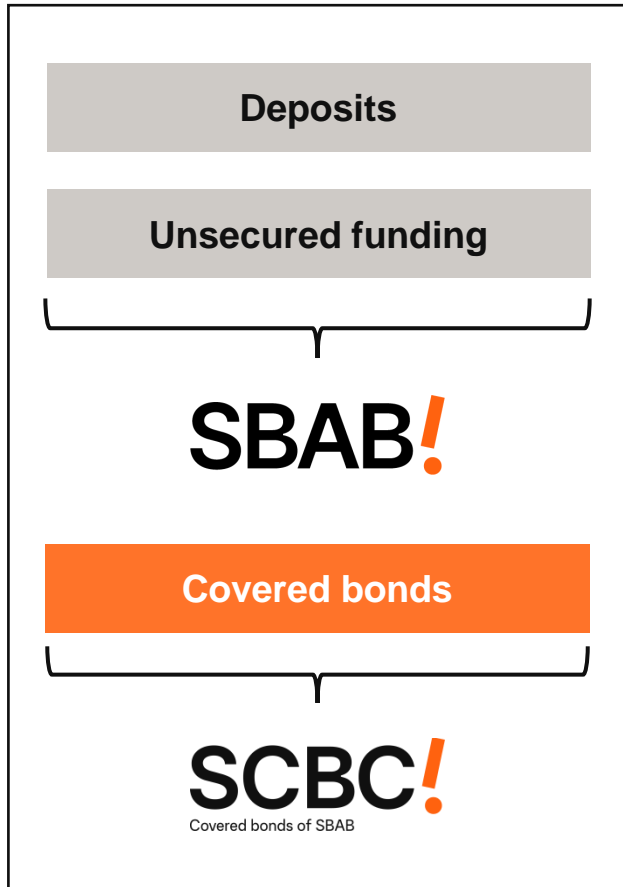 Deposits
Unsecured funding
SBAB!
Covered bonds
SCBC!
Covered bonds of SBAB